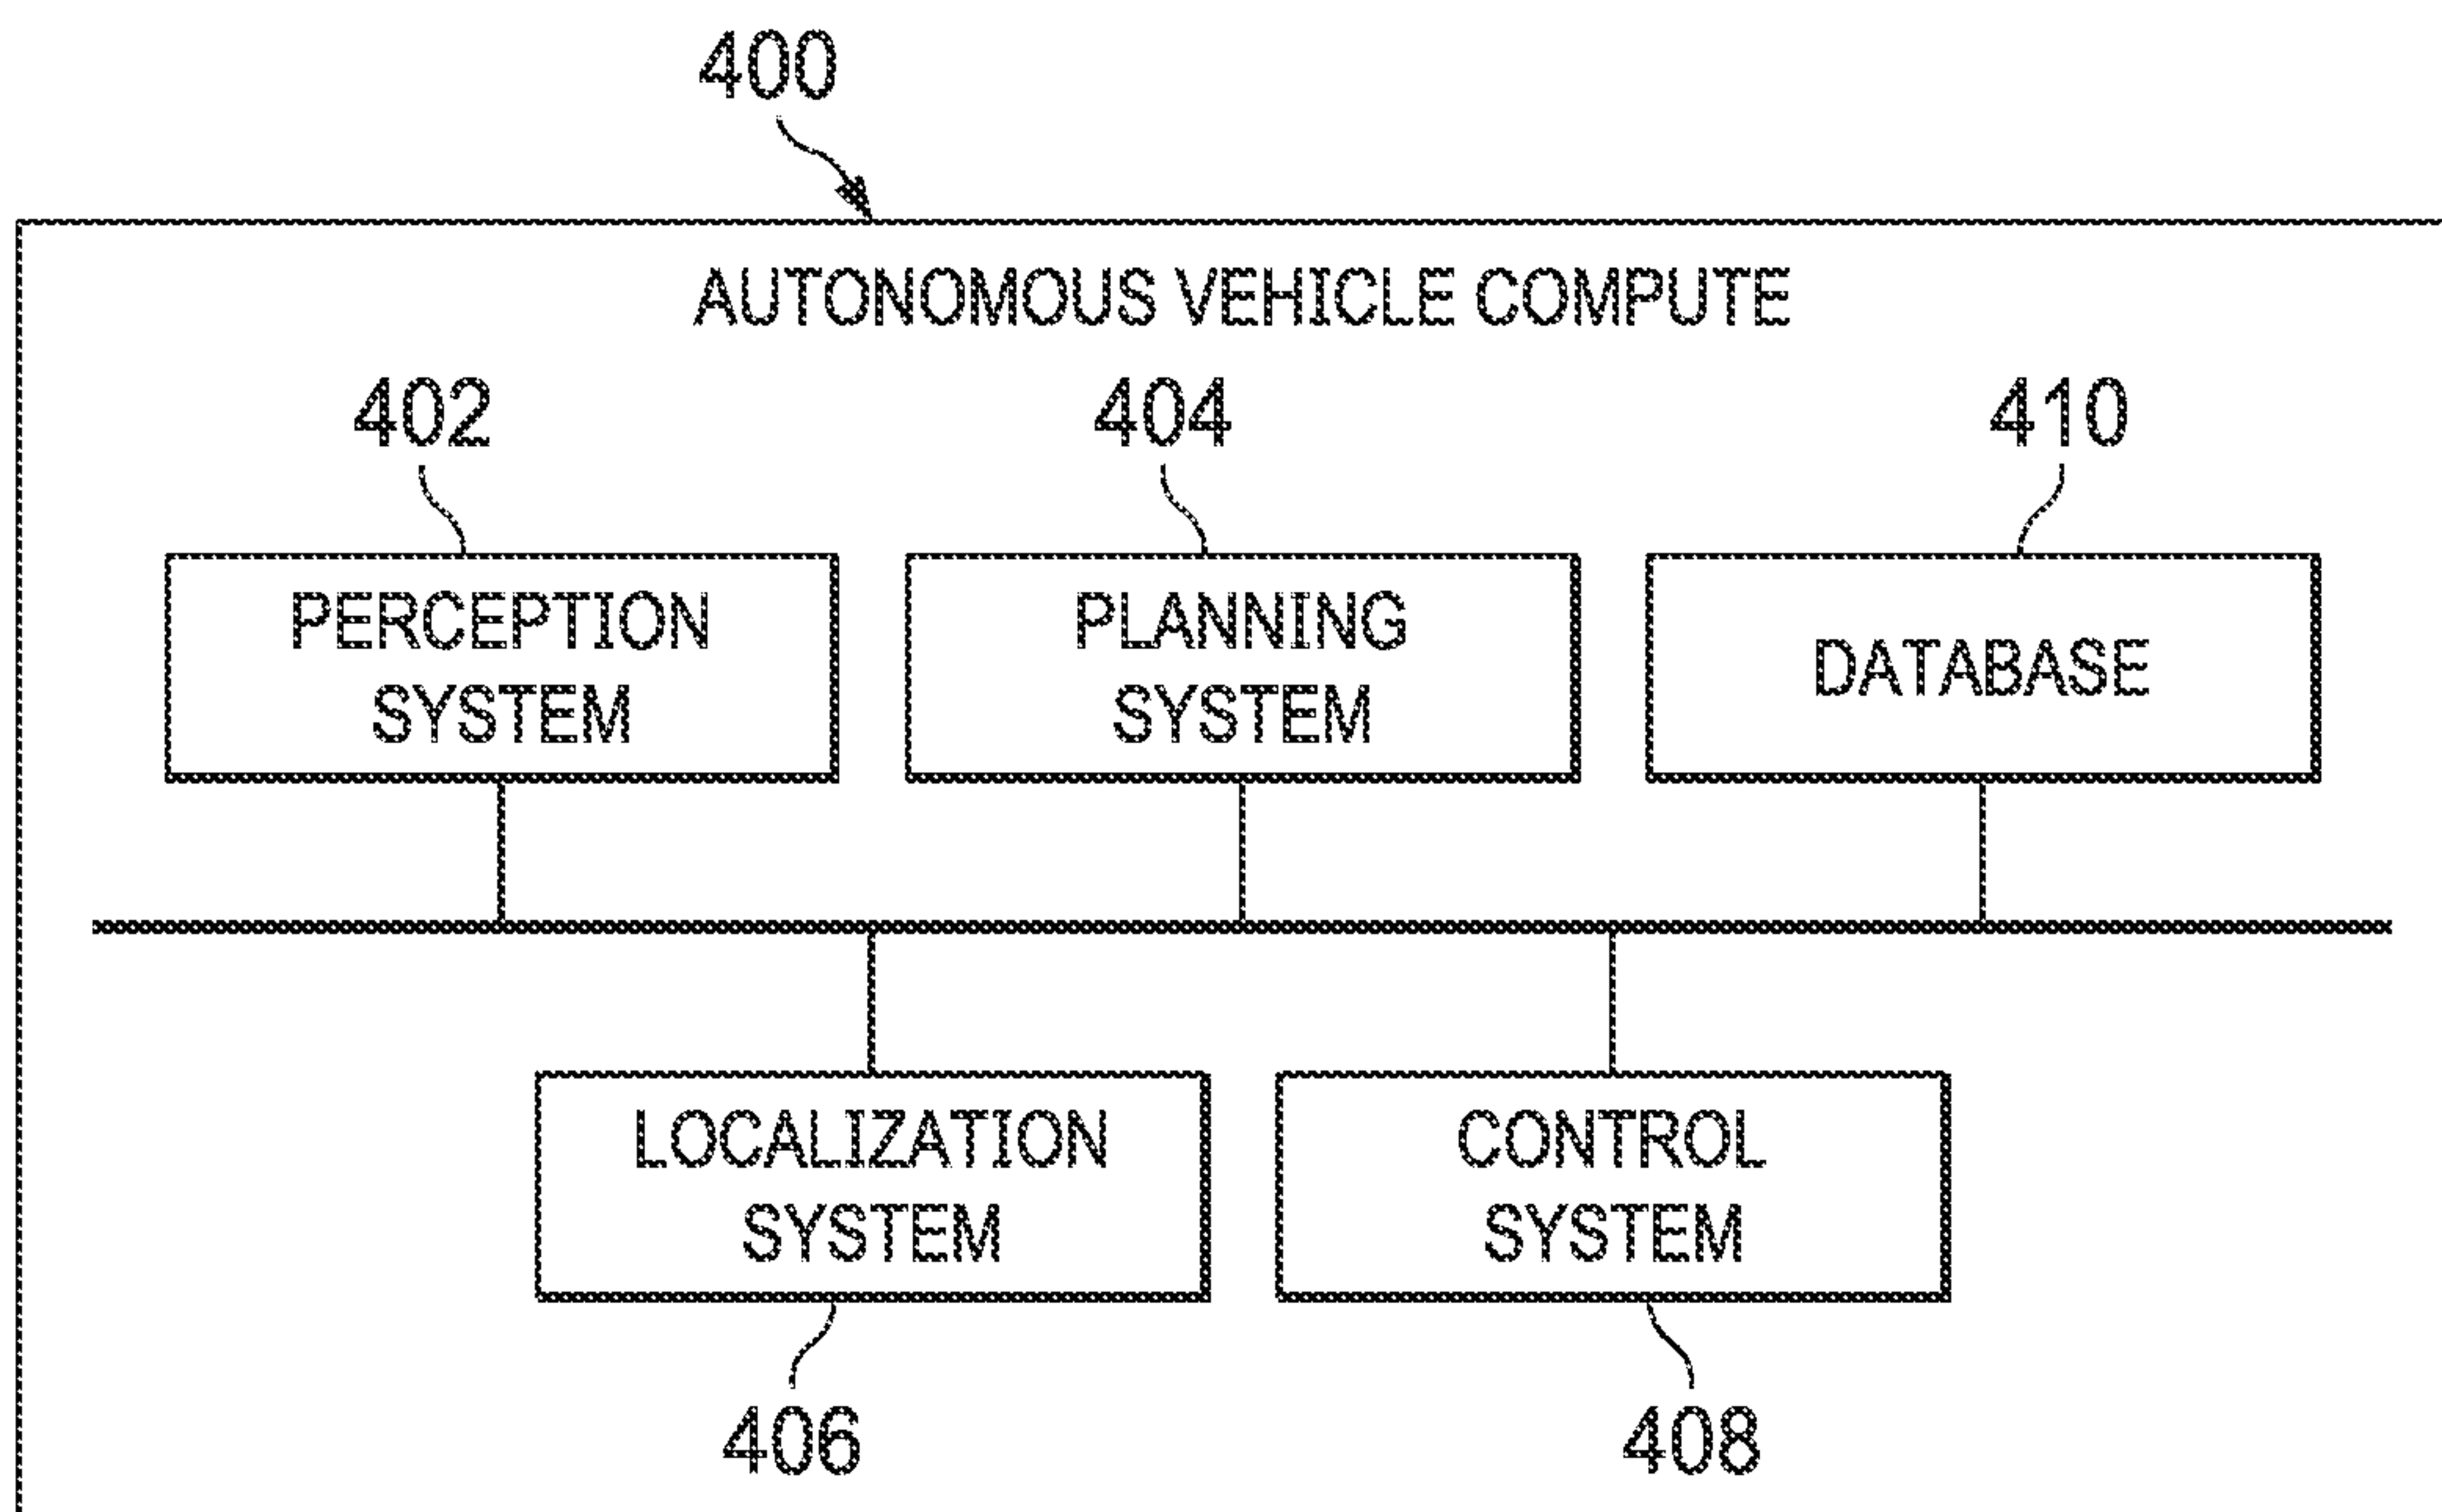 400
AUTONOMOUS VEHICLE COMPUTE
402
404
410
PERCEPTION
SYSTEM
PLANNING
SYSTEM
DATABASE
LOCALIZATION
SYSTEM
CONTROL
SYSTEM
406
408